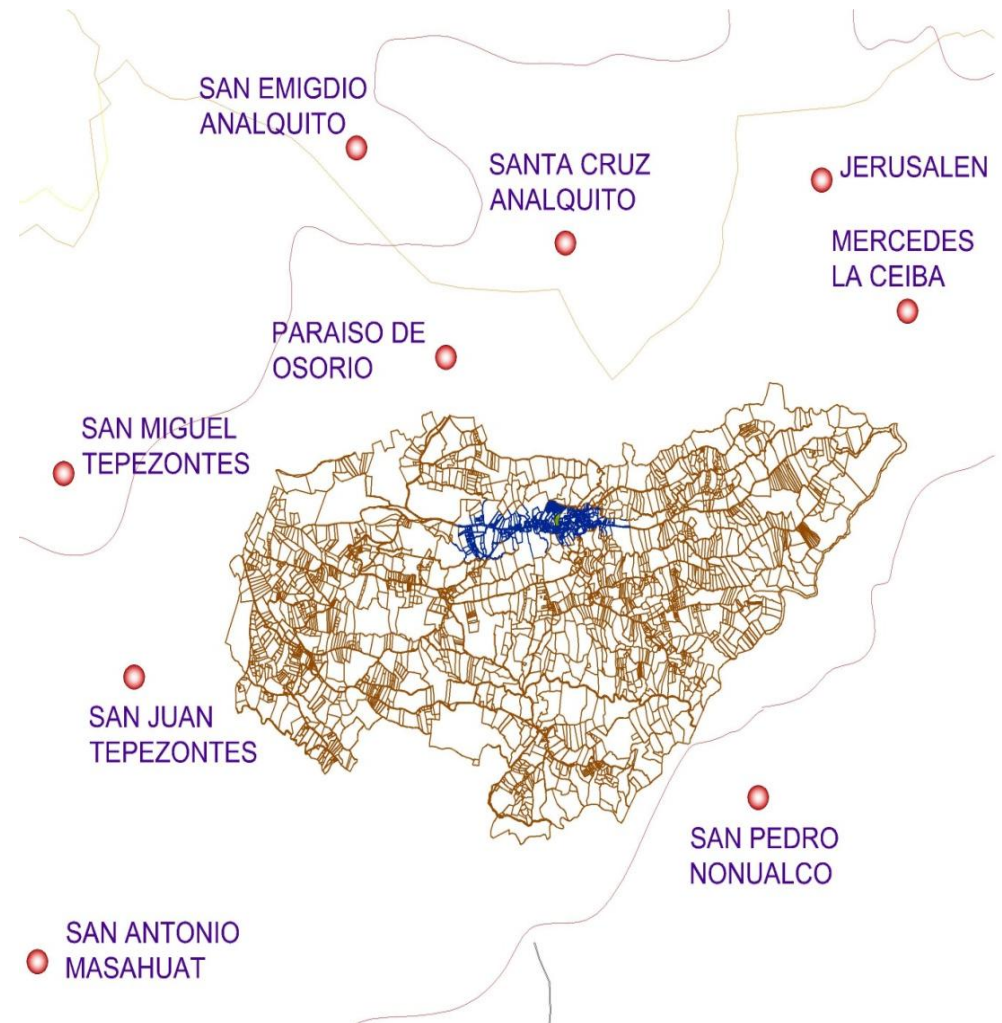 SAN EMIGDIO
ANALQUITO
SANTA CRUZ
ANALQUITO
JERUSALEN
MERCEDES
LA CEIBA
PARAISO DE
OSORIO
SAN MIGUEL
TEPEZONTES
SAN JUAN
TEPEZONTES
SAN PEDRO
NONUALCO
SAN ANTONIO
MASAHUAT